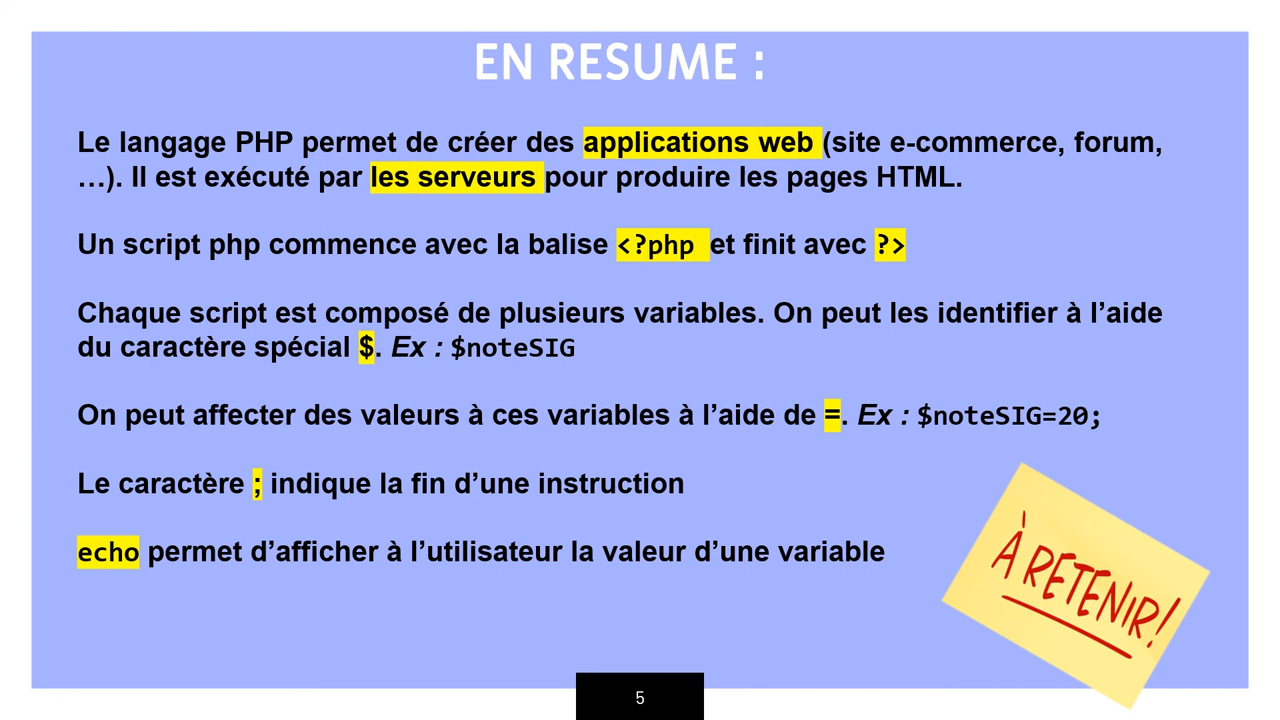 EN RESUME :
Le langage PHP permet de créer des applications web (site e-commerce, forum,
…). Il est exécuté par les serveurs pour produire les pages HTML.
Un script php commence avec la balise <?php et finit avec ?>
Chaque script est composé de plusieurs variables. On peut les identifier à l’aide
du caractère spécial $. Ex : $noteSIG
On peut affecter des valeurs à ces variables à l’aide de =. Ex : $noteSIG=20;
Le caractère ; indique la fin d’une instruction
echo permet d’afficher à l’utilisateur la valeur d’une variable
À RETENIR!
5